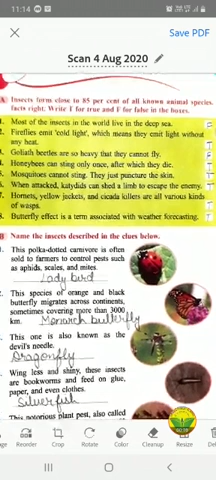 11:14
Save PDF
Scan 4 Aug 2020
A Insects form close to 85 per cent of all known animal species.
facts right. Write T for true and F for false in the boxes.
1. Most of the insects in the world live in the deep sea.
2. Fireflies emit 'cold light', which means they emit light without
any heat.
Goliath beetles are so heavy that they cannot fly.
Honeybees can sting only once, after which they die.
Mosquitoes cannot sting. They just puncture the skin.
6 When attacked, katydids can shed a limb to escape the enemy.
7 Hornets, yellow jackets, and cicada killers are all various kinds
of wasps.
8 Butterfly effect is a term associated with weather forecasting.
Name the insects described in the clues below.
1. This polka-dotted carnivore is often
sold to farmers to control pests such
as aphids, scales, and mites.
Lady bird
2. This species of orange and black
butterfly migrates across continents,
sometimes covering more than 3000
km. Monarch butterfly
This one is also known as the
devil's needle.
Dragonfly
Wing less and shiny, these insects
are bookworms and feed on glue,
paper, and even clothes.
Silverfish
This notorious plant pest, also called
Reorder
Crop
Rotate
Color
Cleanup
Resize